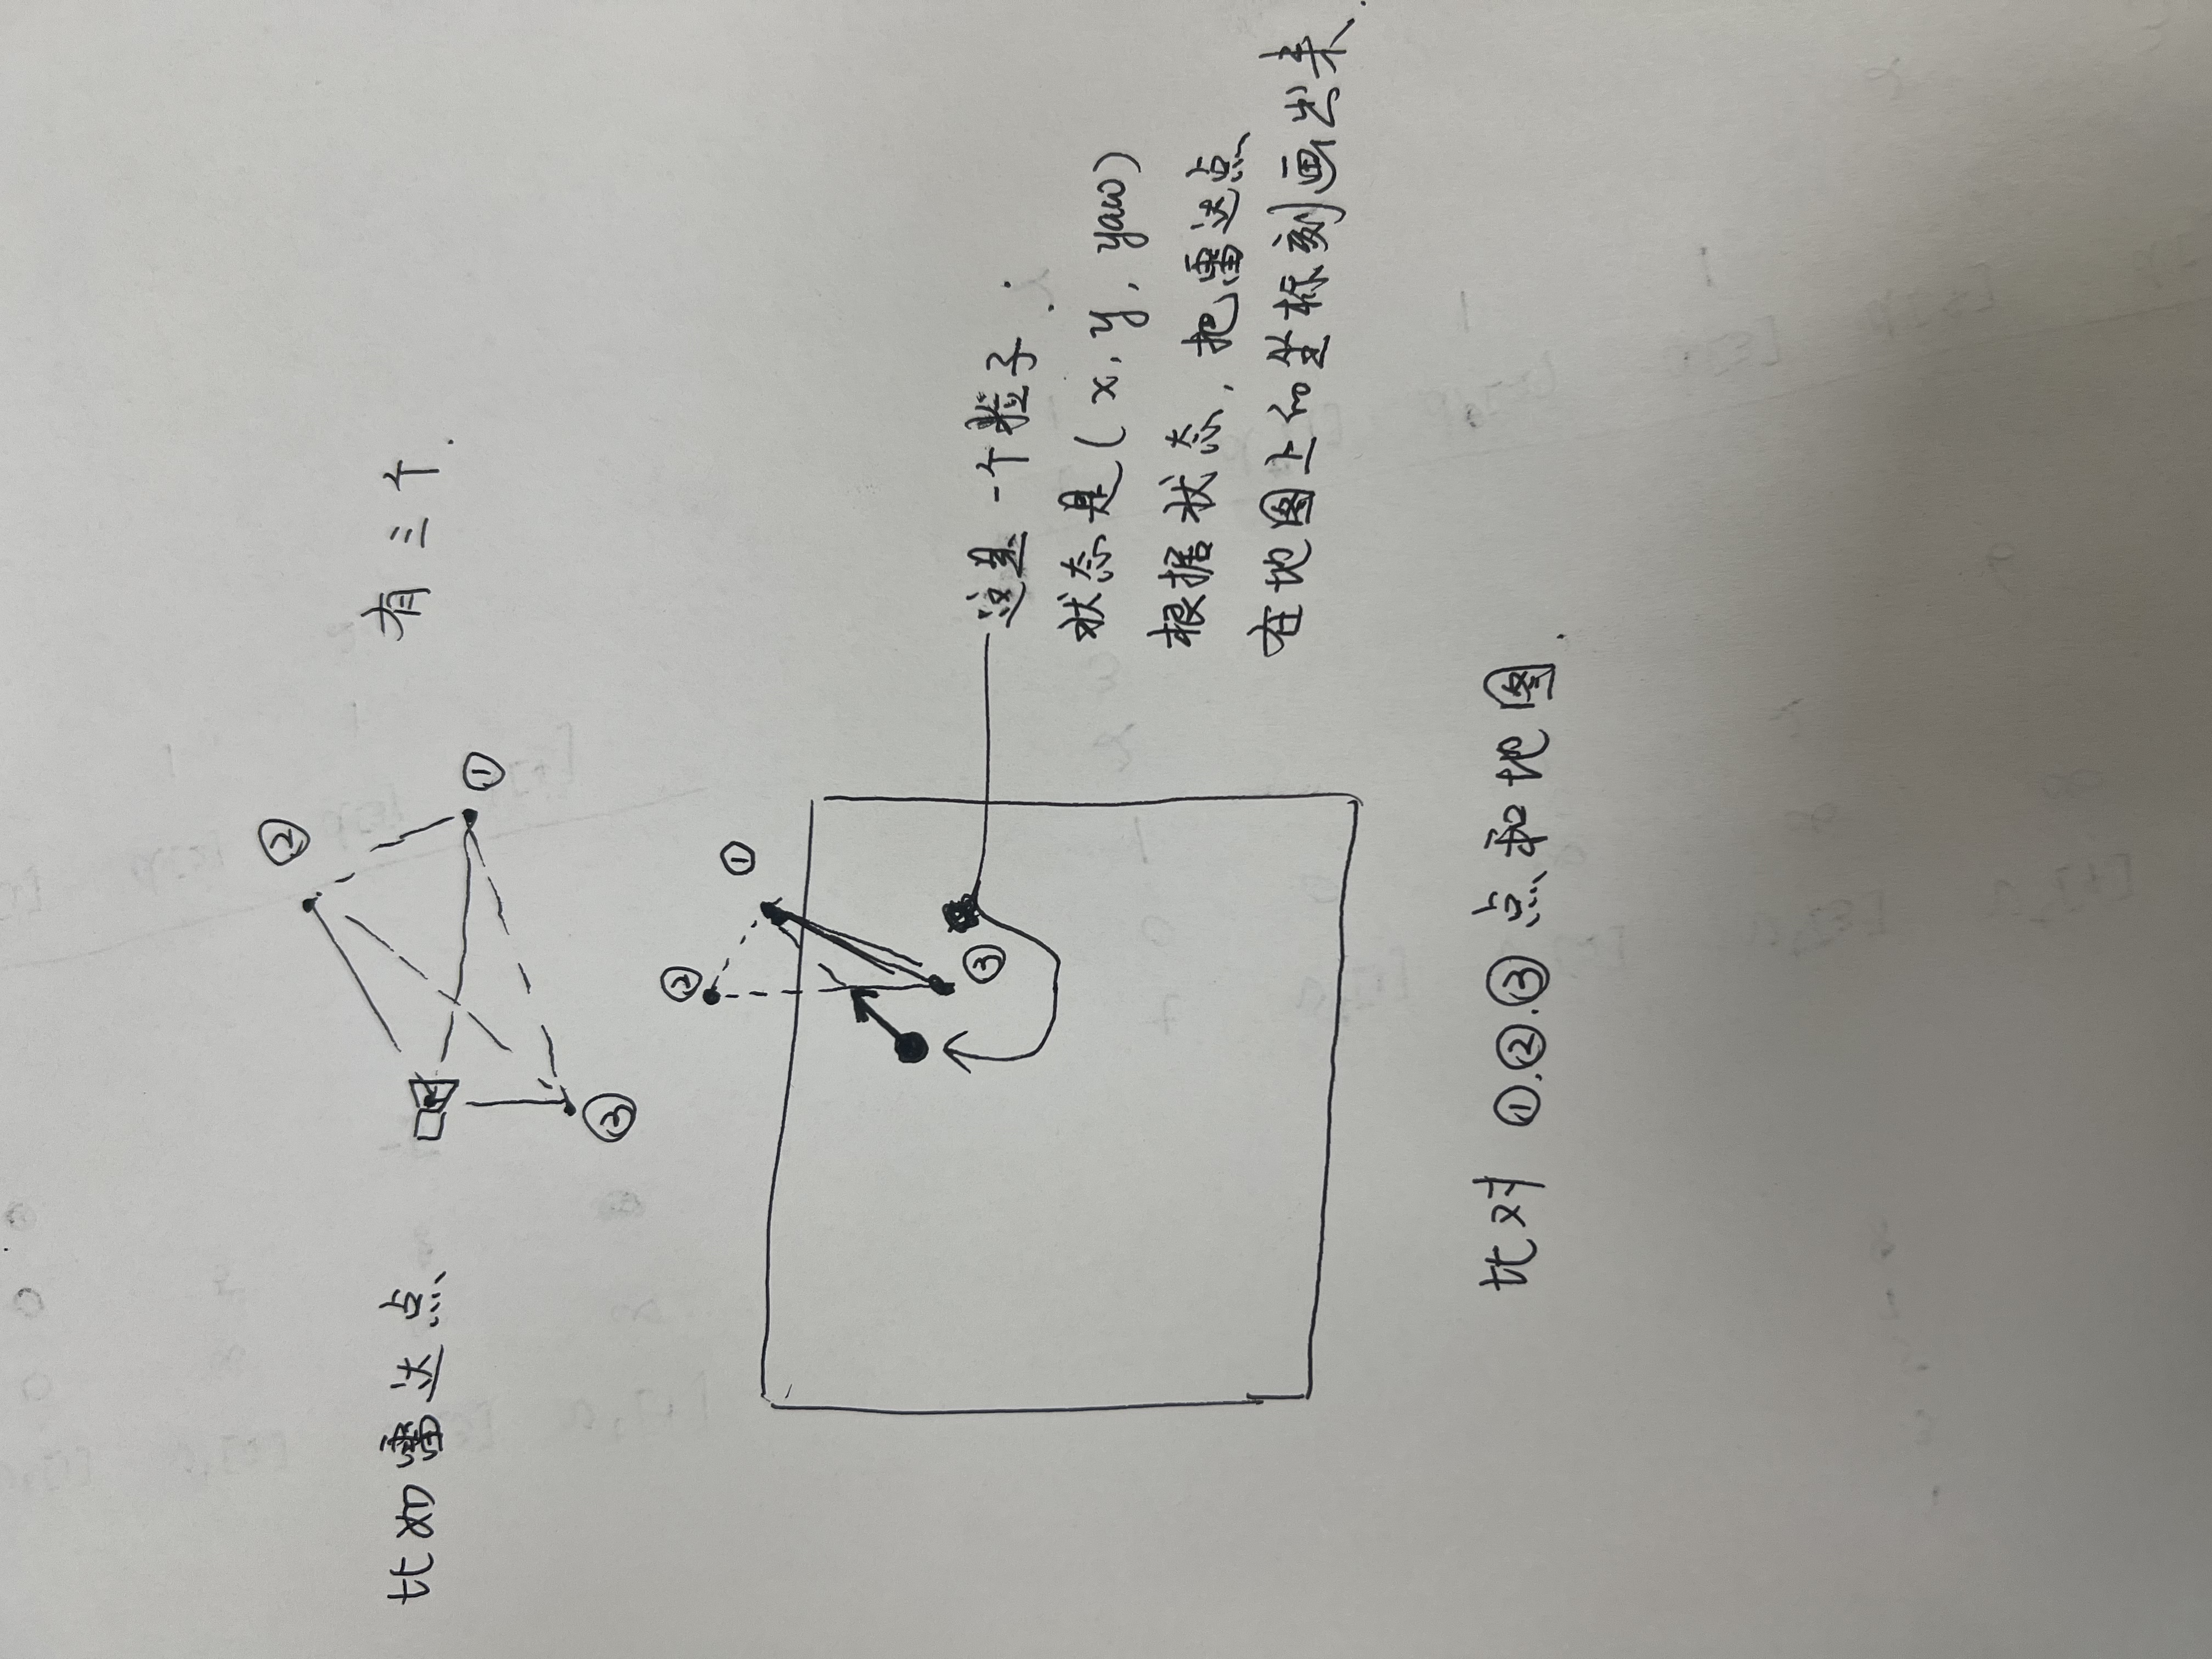 ②
比如雷达点 有三个.
①
③
②
①
③
这是一个粒子.
状态是(x, y, yaw)
根据状态, 把雷达点
在地图上的坐标刻画出来.
比对 ①.②.③ 点和地图.